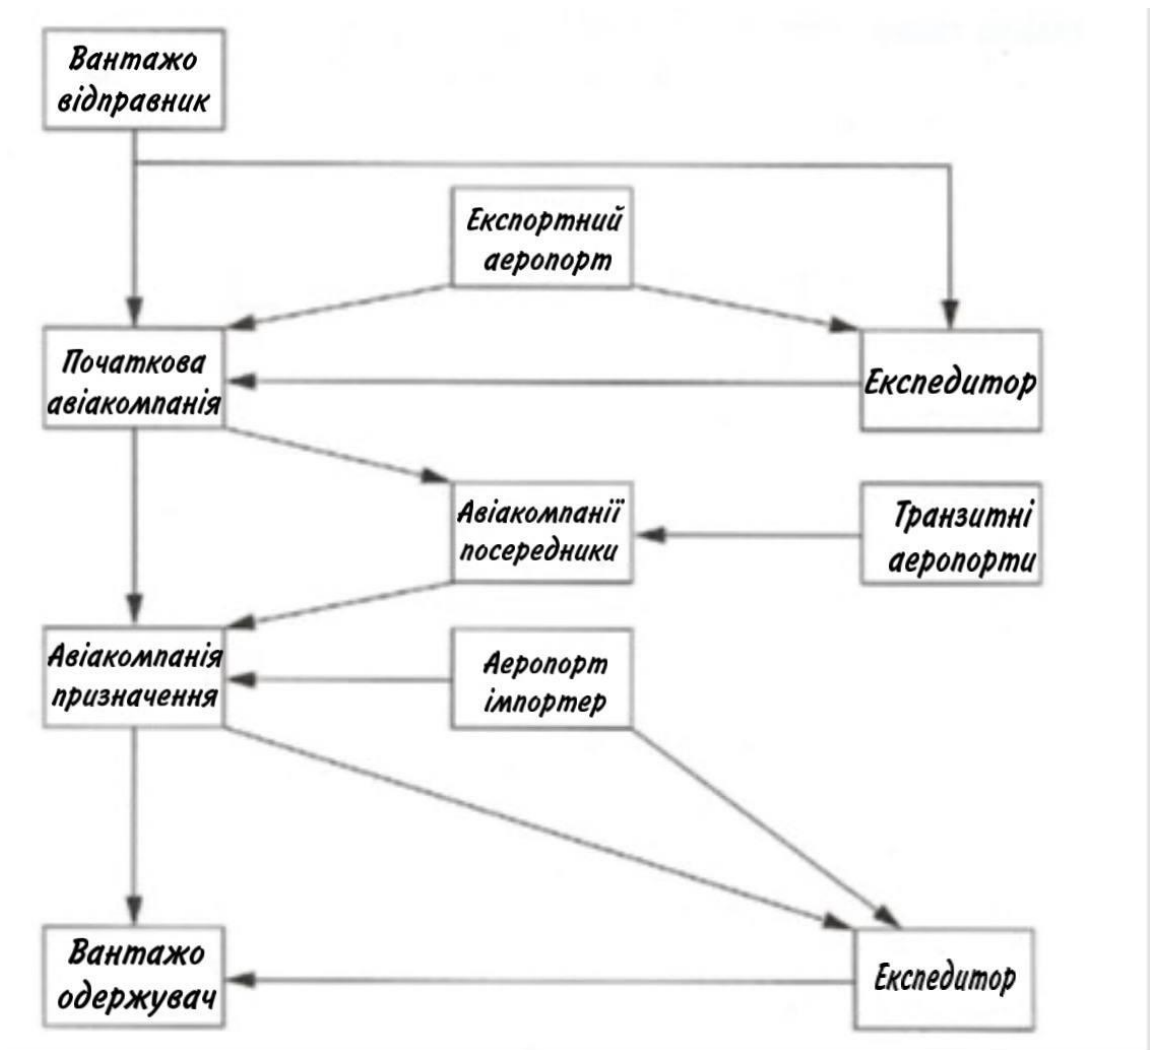 Вантажо
відправник
Експортний
аеропорт
Початкова
авіакомпанія
Експедитор
Авіакомпанії
посередники
Транзитні
аеропорти
Авіакомпанія
призначення
Аеропорт
імпортер
Вантажо
одержувач
Експедитор